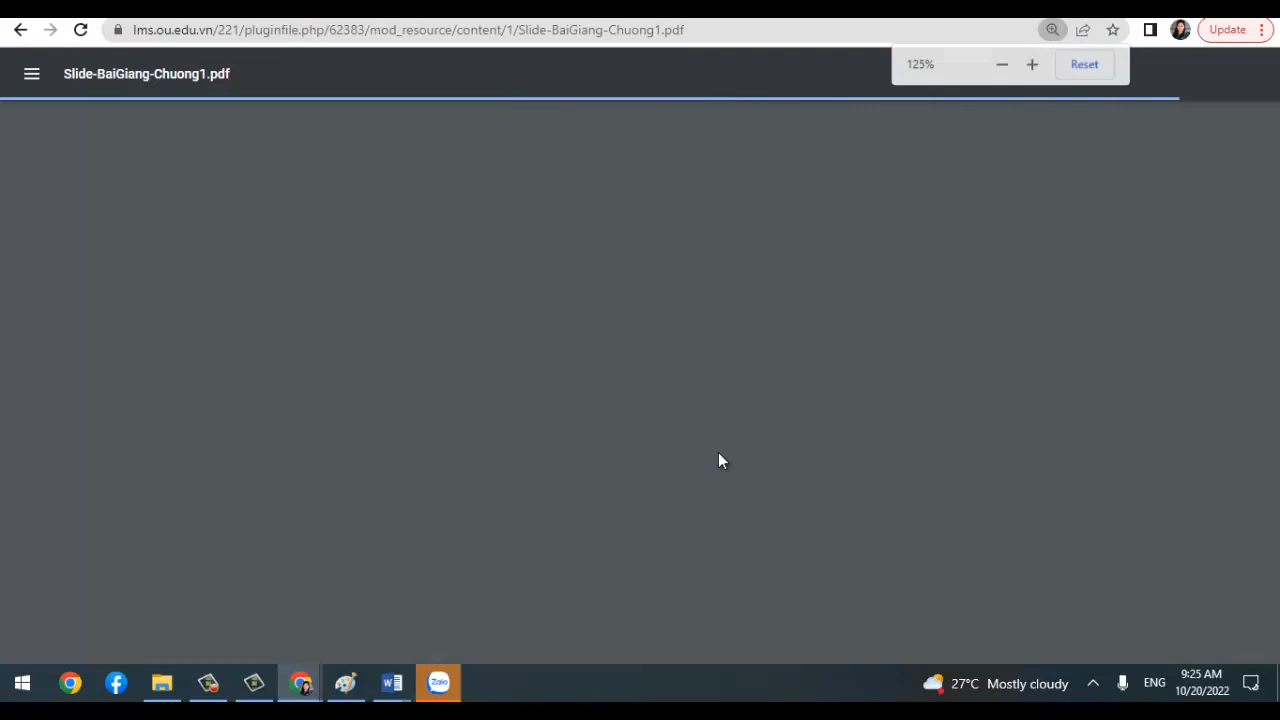 lms.ou.edu.vn/221/pluginfile.php/62383/mod_resource/content/1/Slide-BaiGiang-Chuong1.pdf
Update
Slide-BaiGiang-Chuong1.pdf
125%
Reset
Zalo
27°C Mostly cloudy
ENG
9:25 AM
10/20/2022